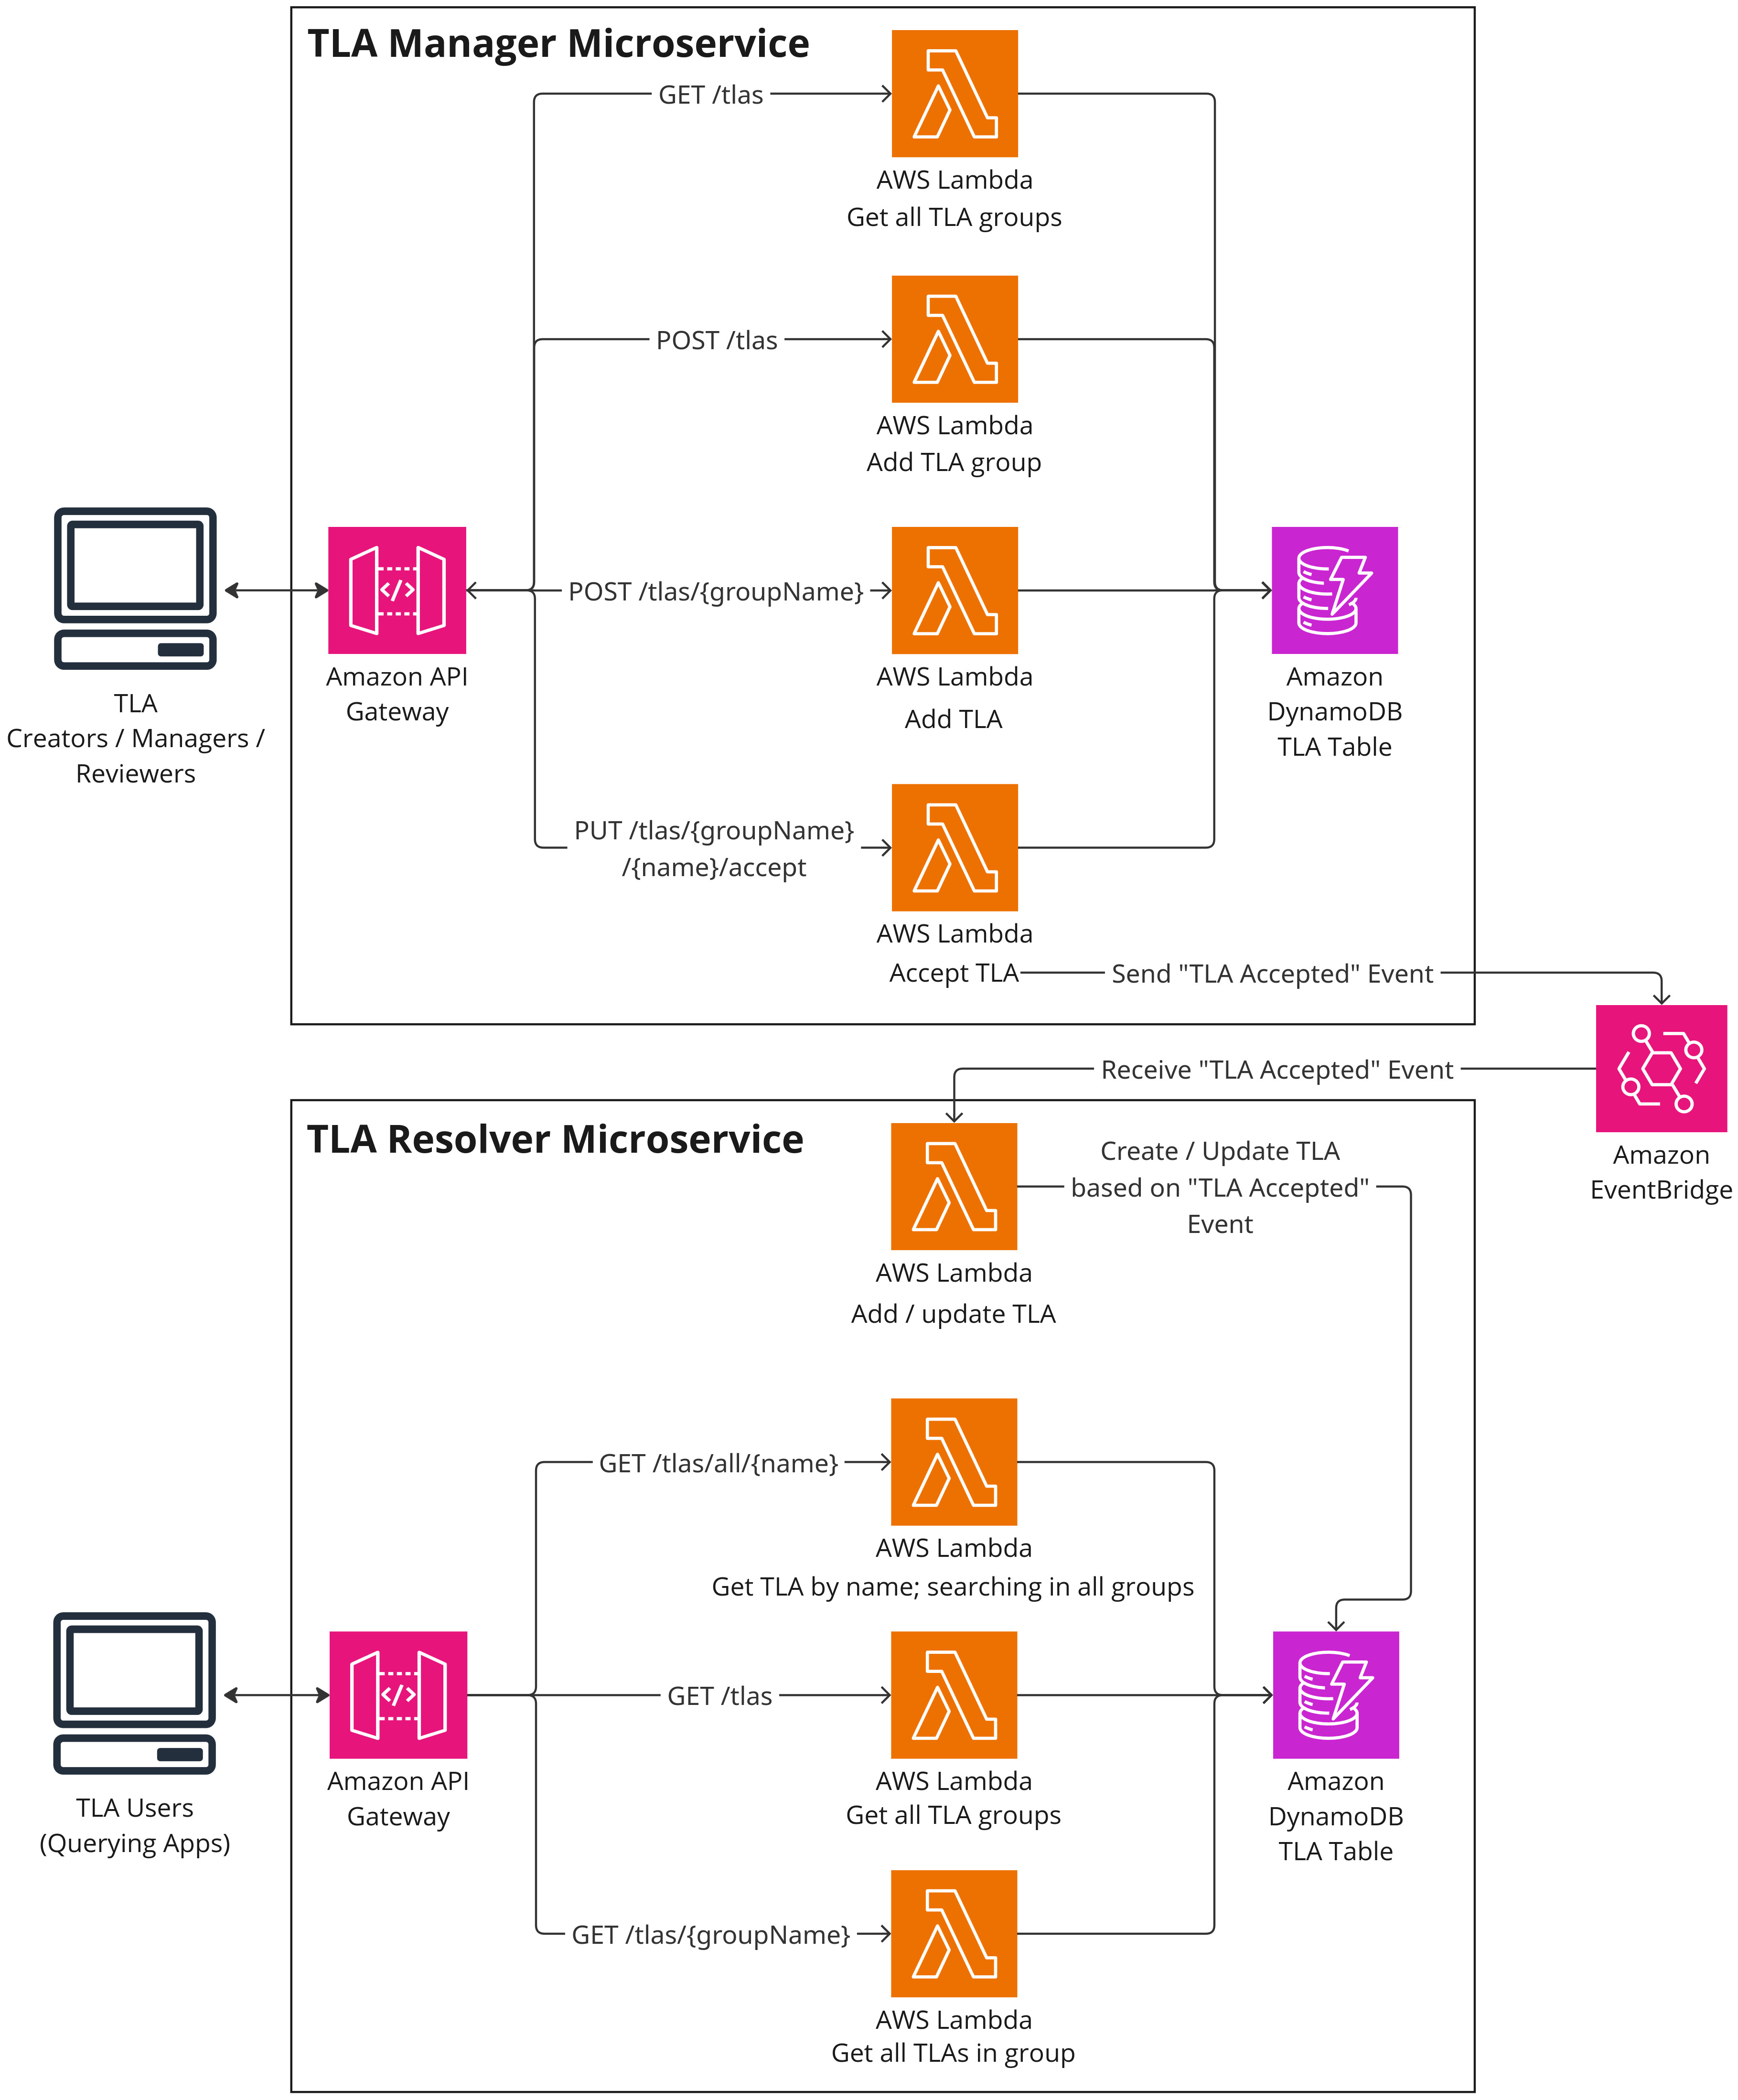 TLA Manager Microservice
GET /tlas
AWS Lambda
Get all TLA groups
POST /tlas
AWS Lambda
Add TLA group
TLA
Creators / Managers /
Reviewers
Amazon API
Gateway
POST /tlas/{groupName}
AWS Lambda
Add TLA
Amazon
DynamoDB
TLA Table
PUT /tlas/{groupName}
/{name}/accept
AWS Lambda
Accept TLA
Send "TLA Accepted" Event
Amazon
EventBridge
Receive "TLA Accepted" Event
TLA Resolver Microservice
Create / Update TLA
based on "TLA Accepted"
Event
AWS Lambda
Add / update TLA
GET /tlas/all/{name}
AWS Lambda
Get TLA by name; searching in all groups
TLA Users
(Querying Apps)
Amazon API
Gateway
GET /tlas
AWS Lambda
Get all TLA groups
Amazon
DynamoDB
TLA Table
GET /tlas/{groupName}
AWS Lambda
Get all TLAs in group